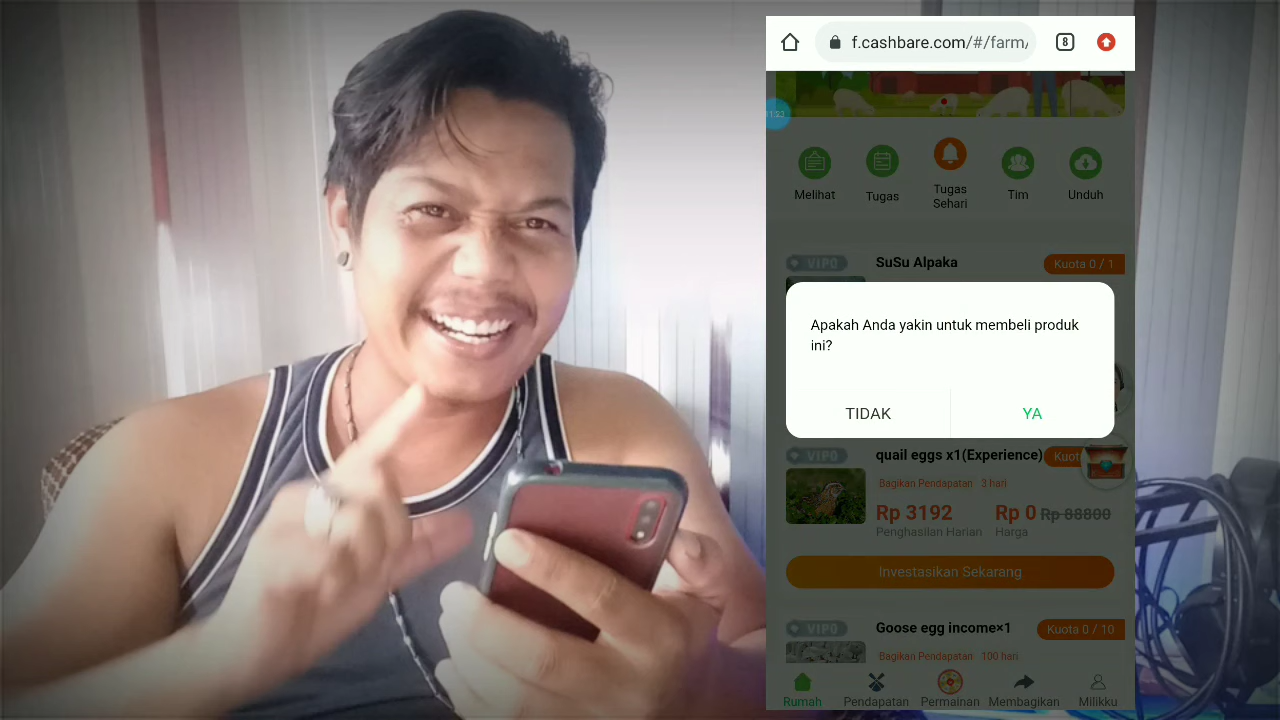 8
f.cashbare.com/#/farm/
11:23
Melihat
Tugas
Tugas
Sehari
Tim
Unduh
VIP0
SuSu Alpaka
Kuota 0 / 1
Apakah Anda yakin untuk membeli produk
ini?
TIDAK
YA
VIP0
quail eggs x1(Experience)
Bagikan Pendapatan 3 hari
Rp 3192
Rp 0 Rp 88800
Penghasilan Harian
Harga
Investasikan Sekarang
VIP0
Goose egg income×1
Kuota 0 / 10
Bagikan Pendapatan 100 hari
Rumah
Pendapatan
Permainan
Membagikan
Milikku